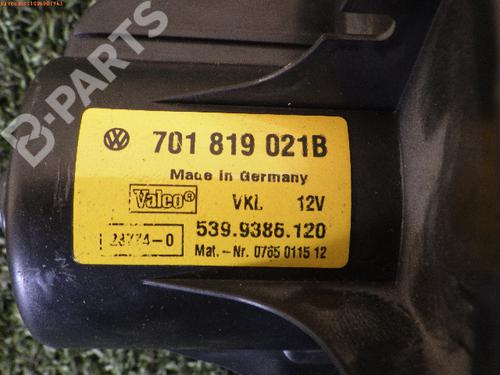 B-PARTS
701 819 021B
Made in Germany
Valeo®
VKL 12V
539.9386.120
Mat.-Nr. 0765 0115 12